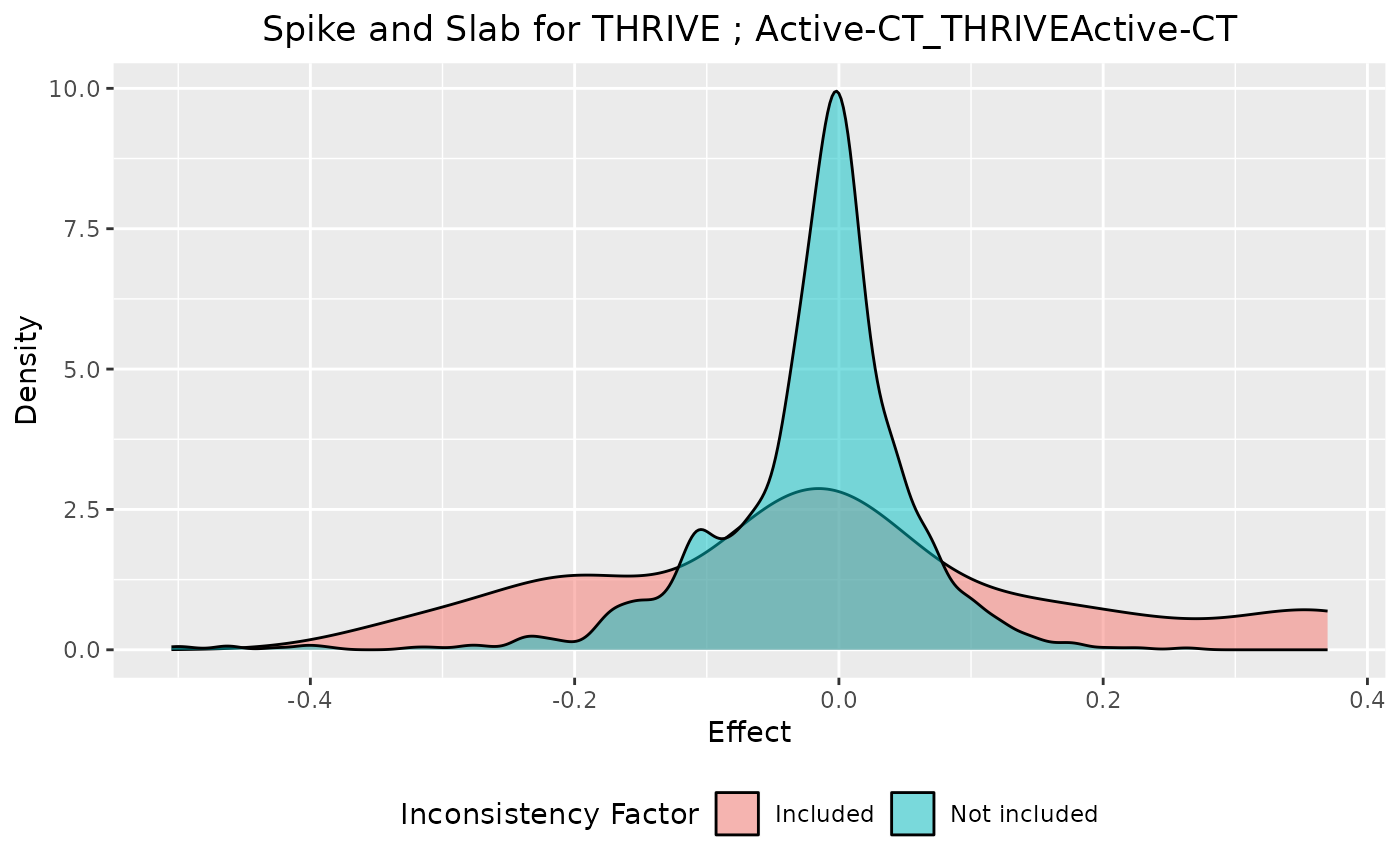 Spike and Slab for THRIVE ; Active-CT_THRIVEActive-CT
10.0
7.5
5.0
2.5
0.0
Density
-0.4 -0.2 0.0 0.2 0.4
Effect
Inconsistency Factor Included Not included